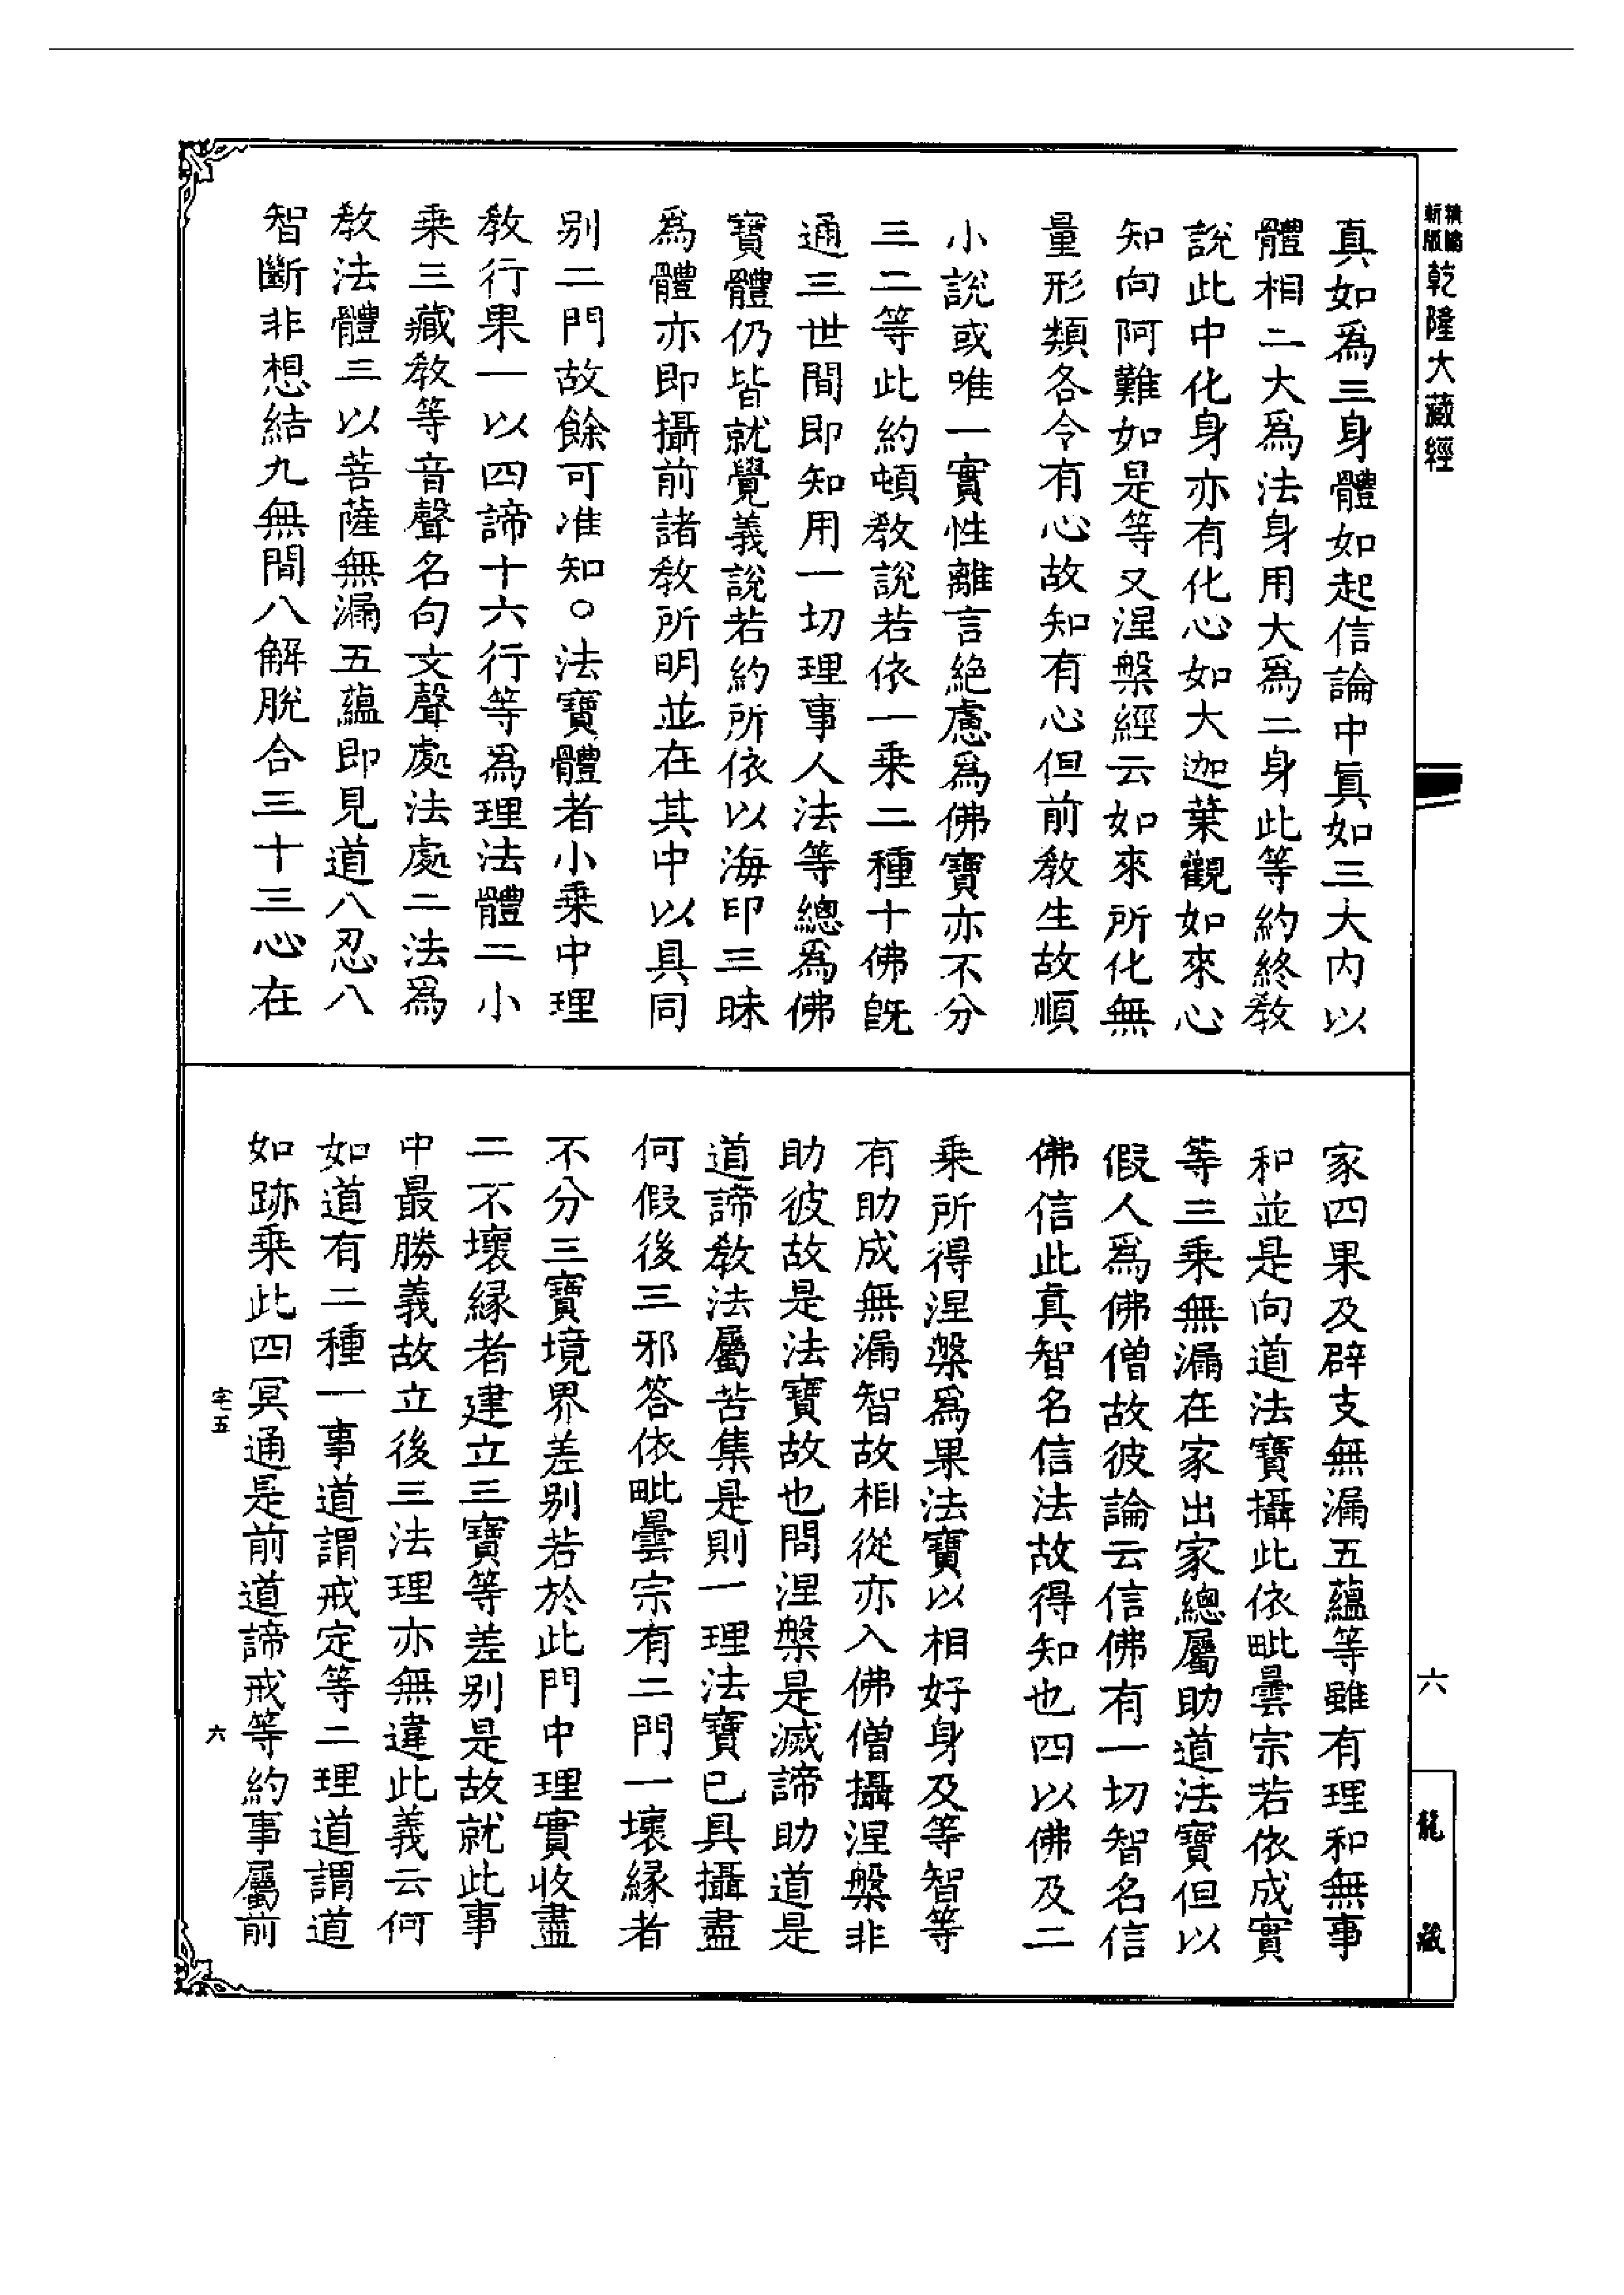 新版
精縮
乾隆大藏經
真如爲三身體如起信論中真如三大內以
體相二大爲法身用大爲二身此等約終教
說此中化身亦有化心如大迦葉觀如來心
知向阿難如是等又涅槃經云如來所化無
量形類各令有心故知有心但前教生故順
小說或唯一實性離言絕慮爲佛寶亦不分
三二等此約頓教說若依一乘二種十佛既
通三世間即知用一切理事人法等總爲佛
寶體仍皆就覺義說若約所依以海印三昧
爲體亦即攝前諸教所明並在其中以具同
別二門故餘可准知○法寶體者小乘中理
教行果一以四諦十六行等爲理法體二小
乘三藏教等音聲名句文聲處法處二法爲
教法體三以菩薩無漏五蘊即見道八忍八
智斷非想結九無間八解脫合三十三心在
家四果及辟支無漏五蘊等雖有理和無事
和並是向道法寶攝此依毗曇宗若依成實
等三乘無漏在家出家總屬助道法寶但以
假人爲佛僧故彼論云信佛有一切智名信
佛信此真智名信法故得知也四以佛及二
乘所得涅槃爲果法寶以相好身及等智等
有助成無漏智故相從亦入佛僧攝涅槃非
助彼故是法寶故也問涅槃是滅諦助道是
道諦教法屬苦集是則一理法寶已具攝盡
何假後三邪答依毗曇宗有二門一壞緣者
不分三寶境界差別若於此門中理實收盡
二不壞緣者建立三寶等差別是故就此事
中最勝義故立後三法理亦無違此義云何
如道有二種一事道謂戒定等二理道謂道
如跡乘此四冥通是前道諦戒等約事屬前
宅五
六
六
龍藏